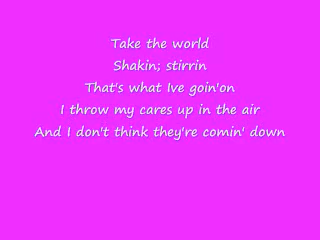 Take the world
Shakin; stirrin
That's what Ive goin'on
I throw my cares up in the air
And I don't think they're comin' down